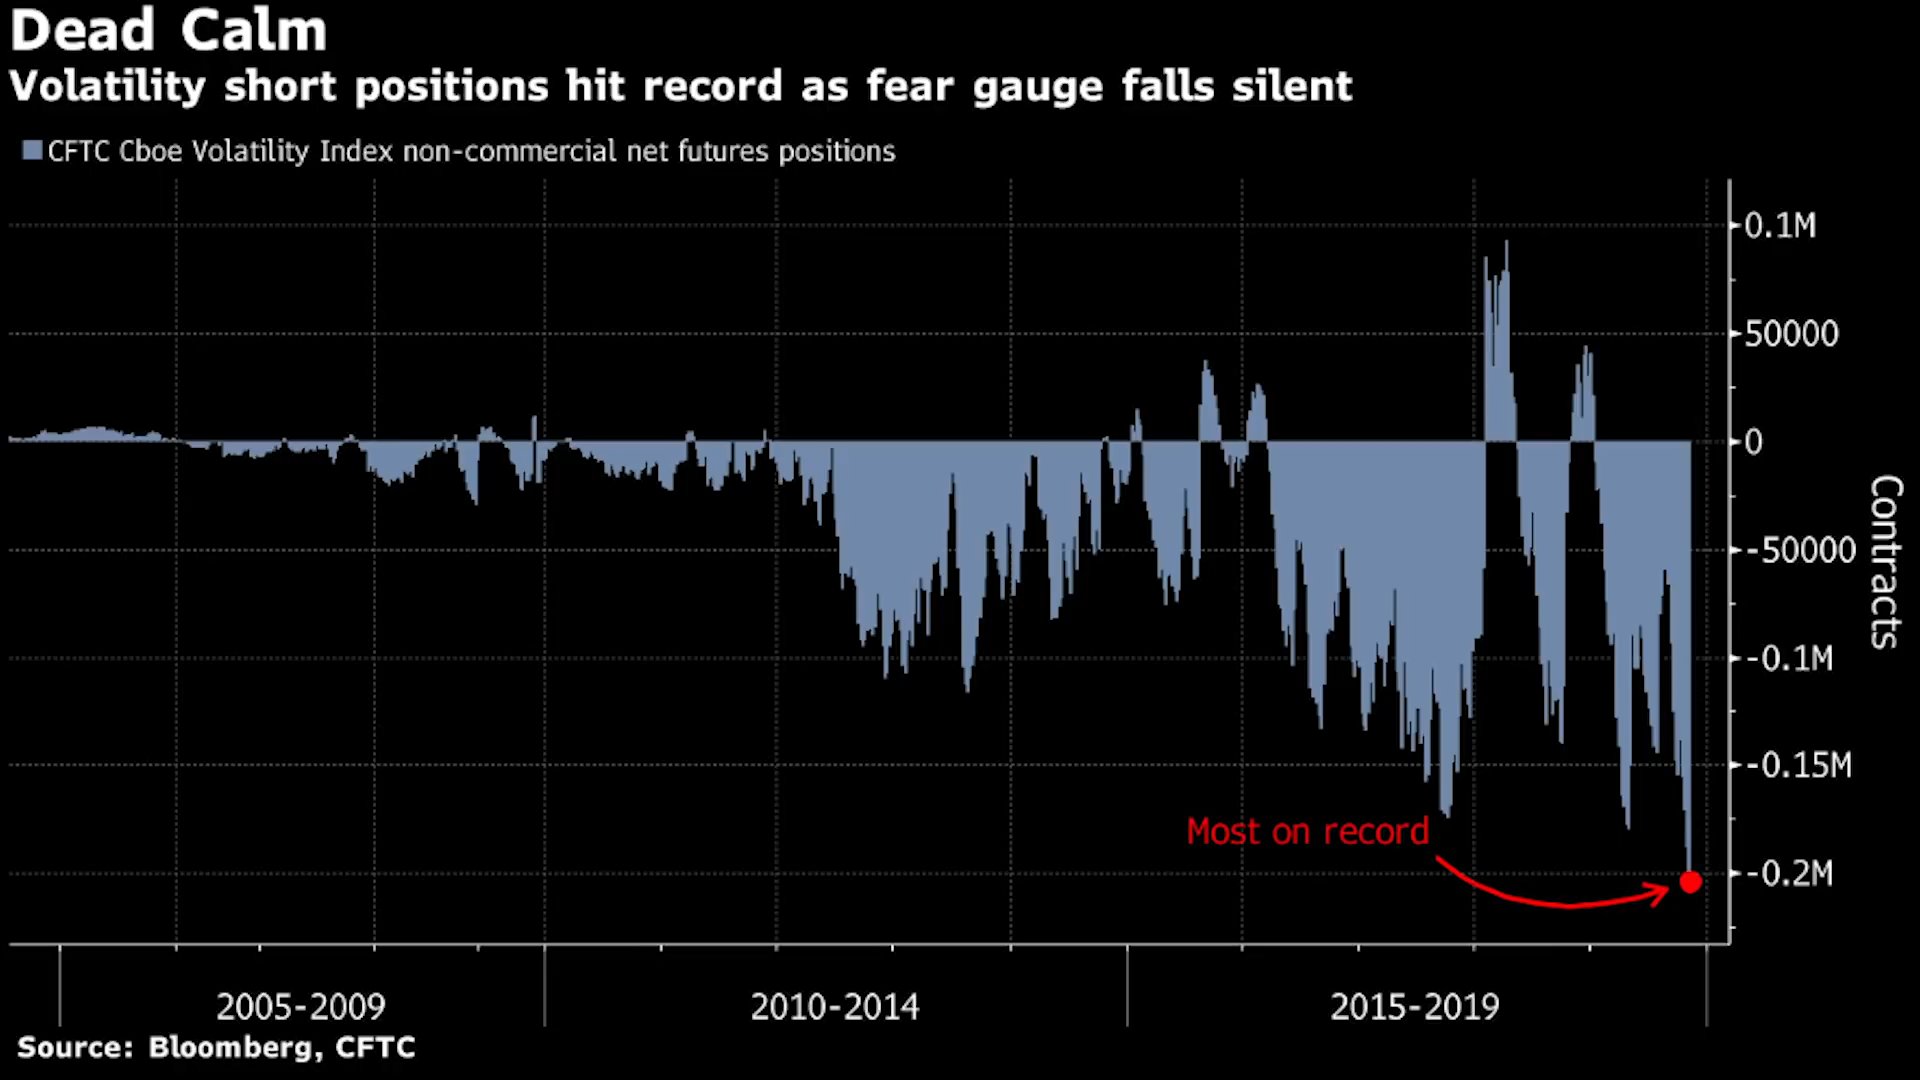 Dead Calm
Volatility short positions hit record as fear gauge falls silent
CFTC Cboe Volatility Index non-commercial net futures positions
0.1M
50000
0
-50000
-0.1M
-0.15M
-0.2M
Contracts
Most on record
2005-2009 2010-2014 2015-2019
Source: Bloomberg, CFTC